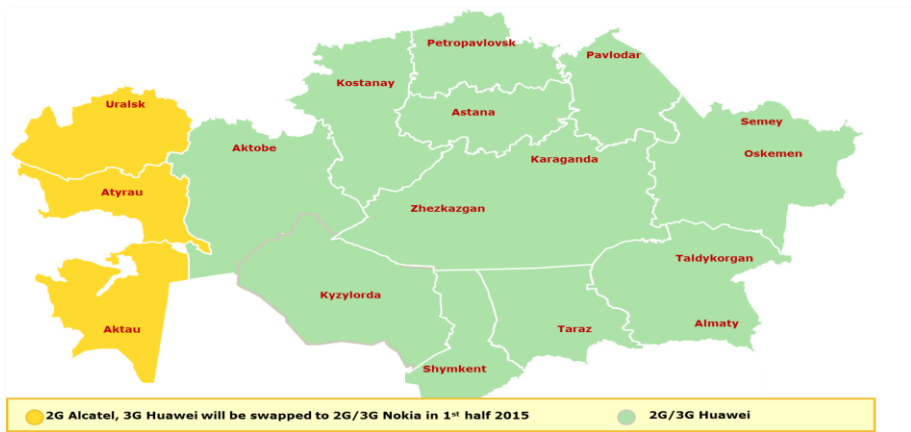 Petropavlovsk
Pavlodar
Kostanay
Uralsk
Astana
Semey
Aktobe
Oskemen
Karaganda
Atyrau
Zhezkazgan
Taldykorgan
Kyzylorda
Almaty
Aktau
Taraz
Shymkent
2G Alcatel, 3G Huawei will be swapped to 2G/3G Nokia in 1st half 2015
2G/3G Huawei